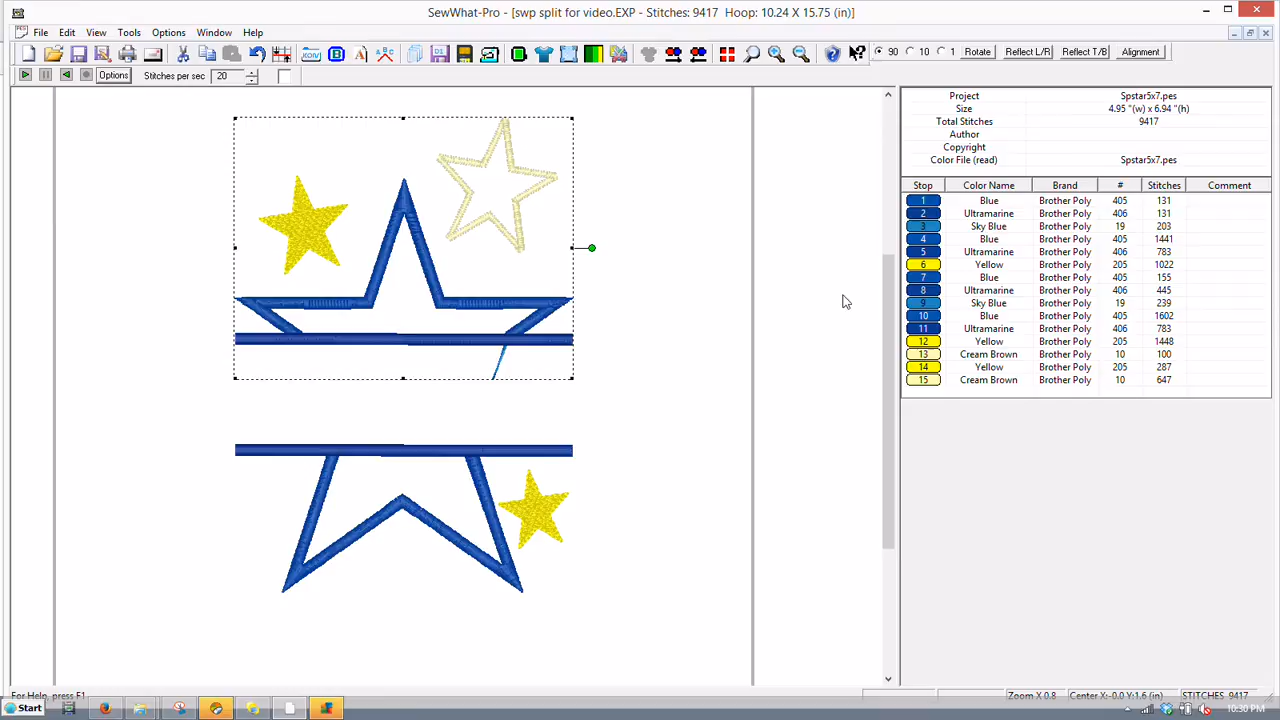 SewWhat-Pro - [swp split for video.EXP - Stitches: 9417 Hoop: 10.24 X 15.75 (in)]
File Edit View Tools Options Window Help
90 10 1 Rotate Reflect L/R Reflect T/B Alignment
Options Stitches per sec 20
Project Spstar5x7.pes
Size 4.95 "(w) x 6.94 "(h)
Total Stitches 9417
Author
Copyright
Color File (read) Spstar5x7.pes
Stop Color Name Brand # Stitches Comment
1 Blue Brother Poly 405 131
2 Ultramarine Brother Poly 406 131
3 Sky Blue Brother Poly 19 203
4 Blue Brother Poly 405 1441
5 Ultramarine Brother Poly 406 783
6 Yellow Brother Poly 205 1022
7 Blue Brother Poly 405 155
8 Ultramarine Brother Poly 406 445
9 Sky Blue Brother Poly 19 239
10 Blue Brother Poly 405 1602
11 Ultramarine Brother Poly 406 783
12 Yellow Brother Poly 205 1448
13 Cream Brown Brother Poly 10 100
14 Yellow Brother Poly 205 287
15 Cream Brown Brother Poly 10 647
For Help, press F1
Zoom X 0.8 Center X:-0.0 Y:1.6 (in) STITCHES 9417
Start 10:30 PM